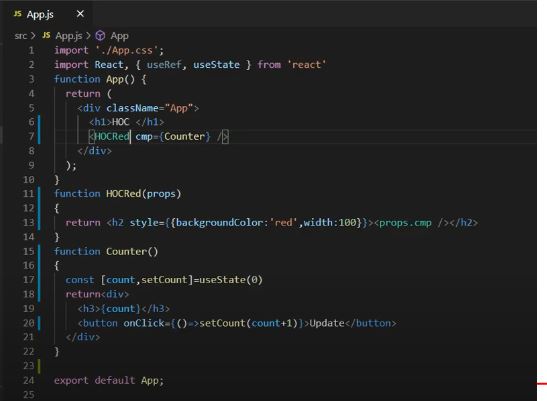 JS App.js ×
src > JS App.js > App
1 import './App.css';
2 import React, { useRef, useState } from 'react'
3 function App() {
4   return (
5     <div className="App">
6       <h1>HOC </h1>
7       <HOCRed cmp={Counter} />
8     </div>
9   );
10 }
11 function HOCRed(props)
12 {
13   return <h2 style={{backgroundColor:'red',width:100}}><props.cmp /></h2>
14 }
15 function Counter()
16 {
17   const [count,setCount]=useState(0)
18   return<div>
19     <h3>{count}</h3>
20     <button onClick={()=>setCount(count+1)}>Update</button>
21   </div>
22 }
23
24 export default App;
25